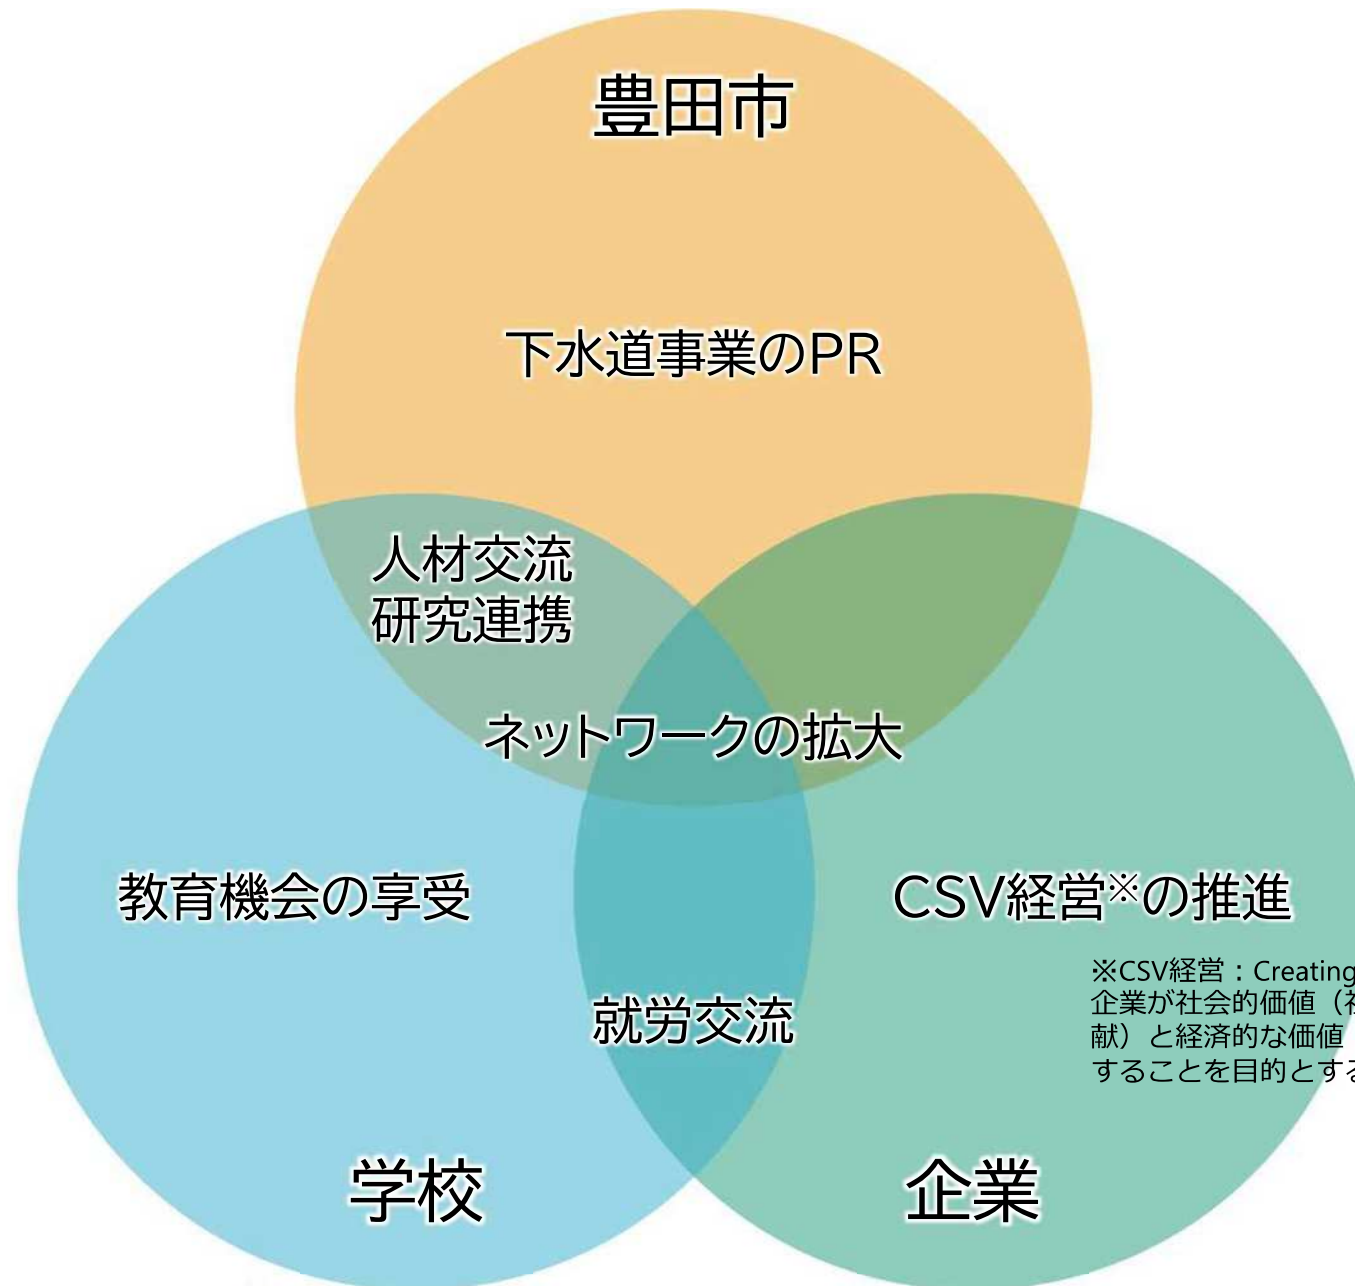 豊田市
下水道事業のPR
人材交流
研究連携
ネットワークの拡大
教育機会の享受
CSV経営※の推進
※CSV経営：Creating
企業が社会的価値（
献）と経済的な価値
することを目的とする
就労交流
学校
企業